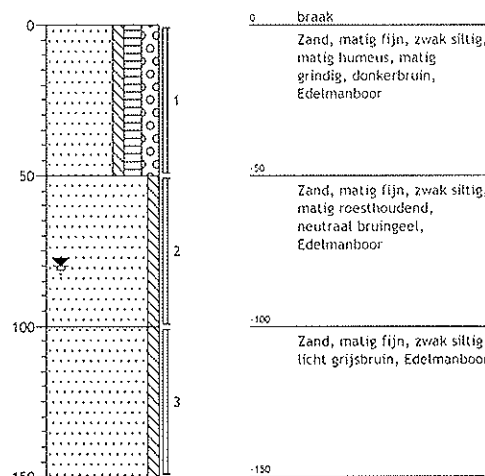 0
50
100
150
1
2
3
0 braak
Zand, matig fijn, zwak siltig,
matig humeus, matig
grindig, donkerbruin,
Edelmanboor
-50
Zand, matig fijn, zwak siltig,
matig roesthoudend,
neutraal bruingeel,
Edelmanboor
-100
Zand, matig fijn, zwak siltig
licht grijsbruin, Edelmanboor
-150